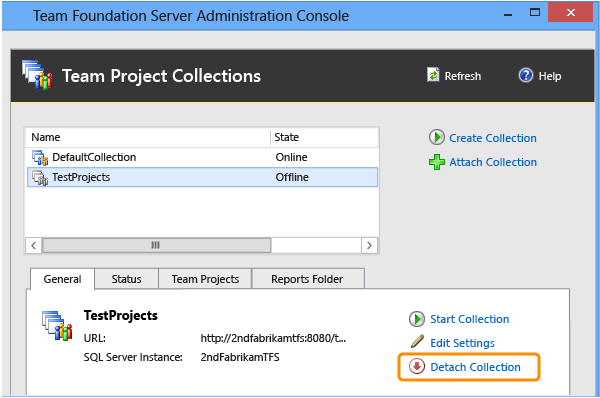 Team Foundation Server Administration Console
Team Project Collections
Refresh
Help
Name State
DefaultCollection Online
TestProjects Offline
Create Collection
Attach Collection
General Status Team Projects Reports Folder
TestProjects
URL: http://2ndfabrikamtfs:8080/t...
SQL Server Instance: 2ndFabrikamTFS
Start Collection
Edit Settings
Detach Collection